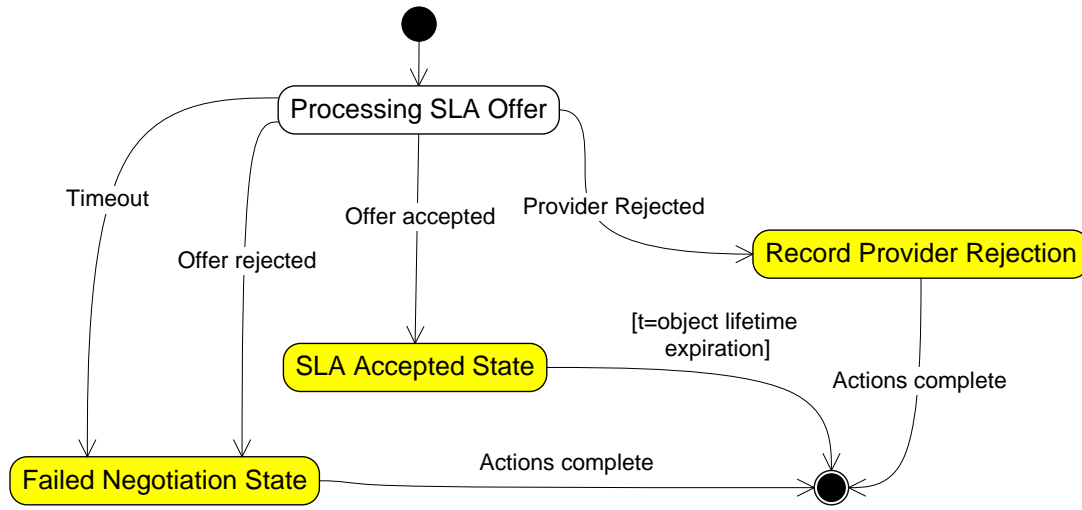 Processing SLA Offer
Timeout
Offer accepted
Provider Rejected
Offer rejected
Record Provider Rejection
[t=object lifetime
expiration]
SLA Accepted State
Actions complete
Failed Negotiation State
Actions complete